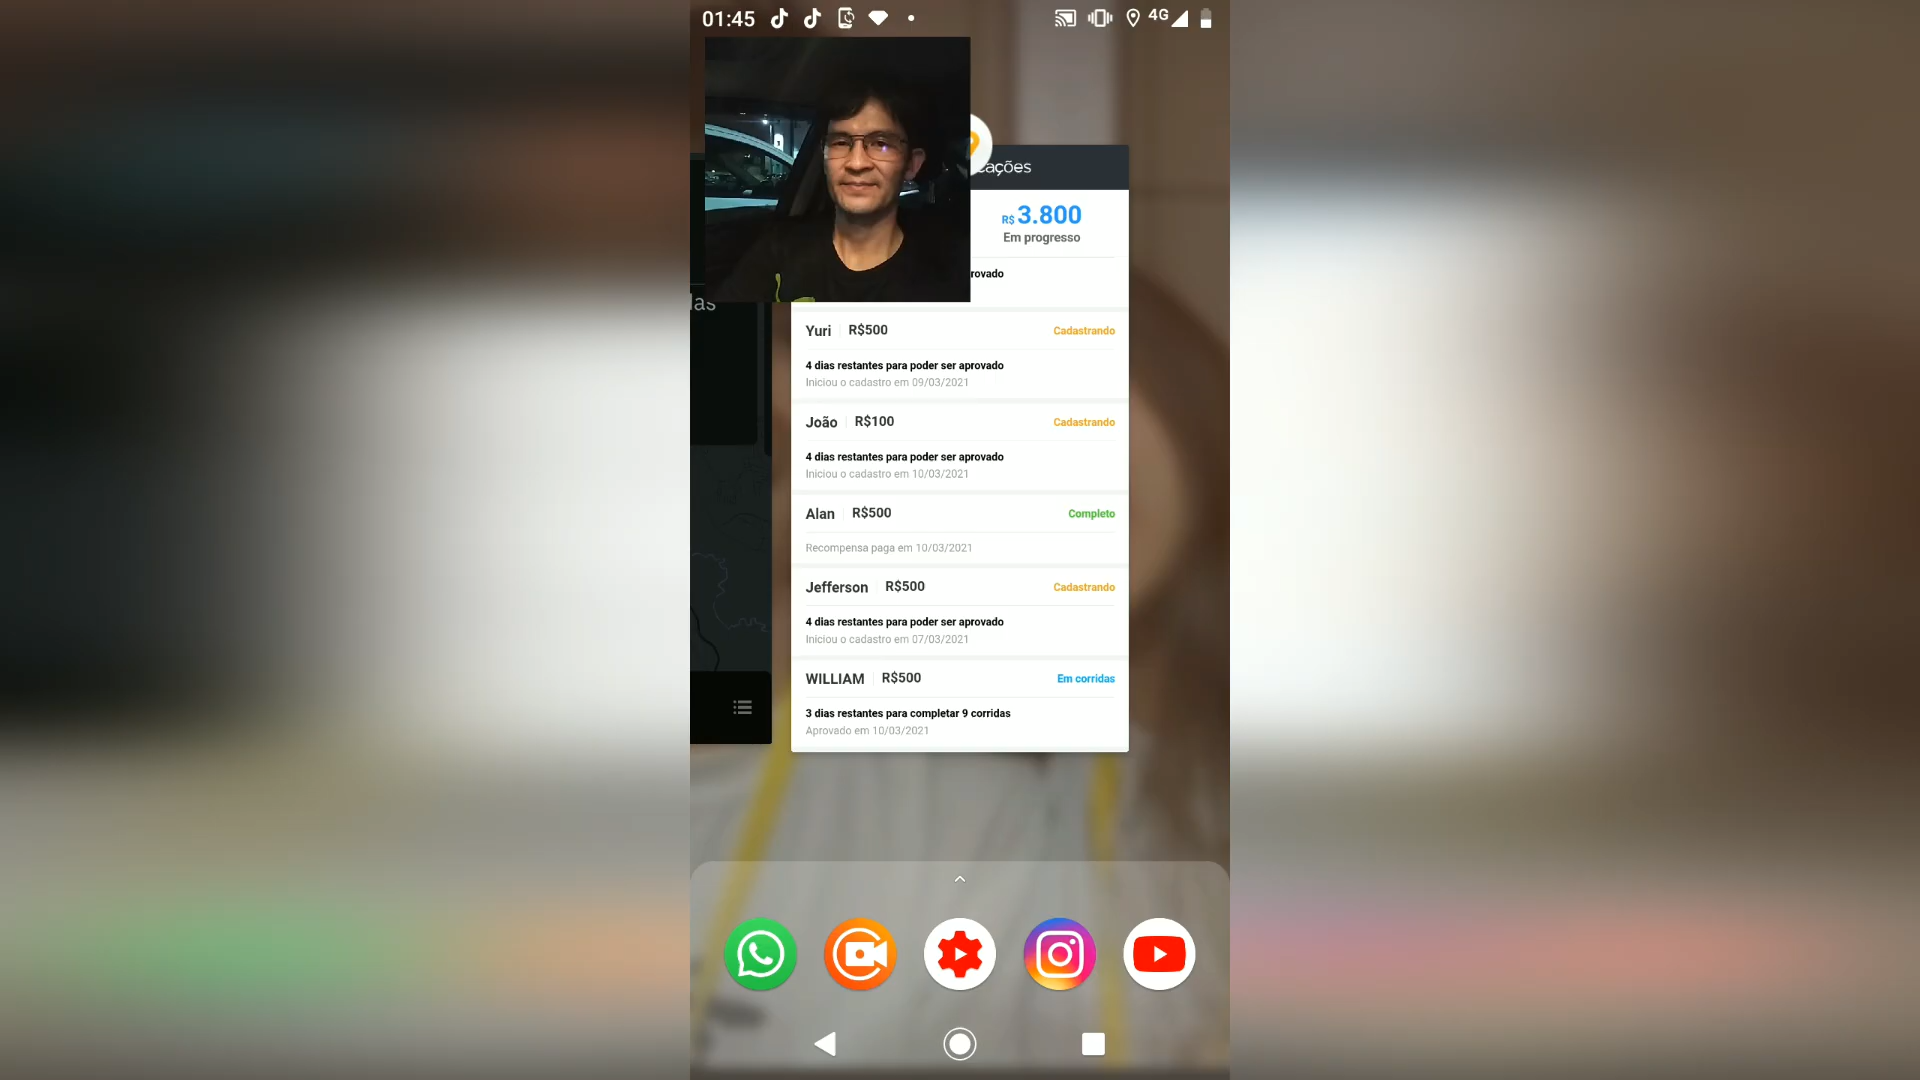 01:45
4G
cações
R$ 3.800
Em progresso
rovado
las
Yuri R$500 Cadastrando
4 dias restantes para poder ser aprovado
Iniciou o cadastro em 09/03/2021
João R$100 Cadastrando
4 dias restantes para poder ser aprovado
Iniciou o cadastro em 10/03/2021
Alan R$500 Completo
Recompensa paga em 10/03/2021
Jefferson R$500 Cadastrando
4 dias restantes para poder ser aprovado
Iniciou o cadastro em 07/03/2021
WILLIAM R$500 Em corridas
3 dias restantes para completar 9 corridas
Aprovado em 10/03/2021